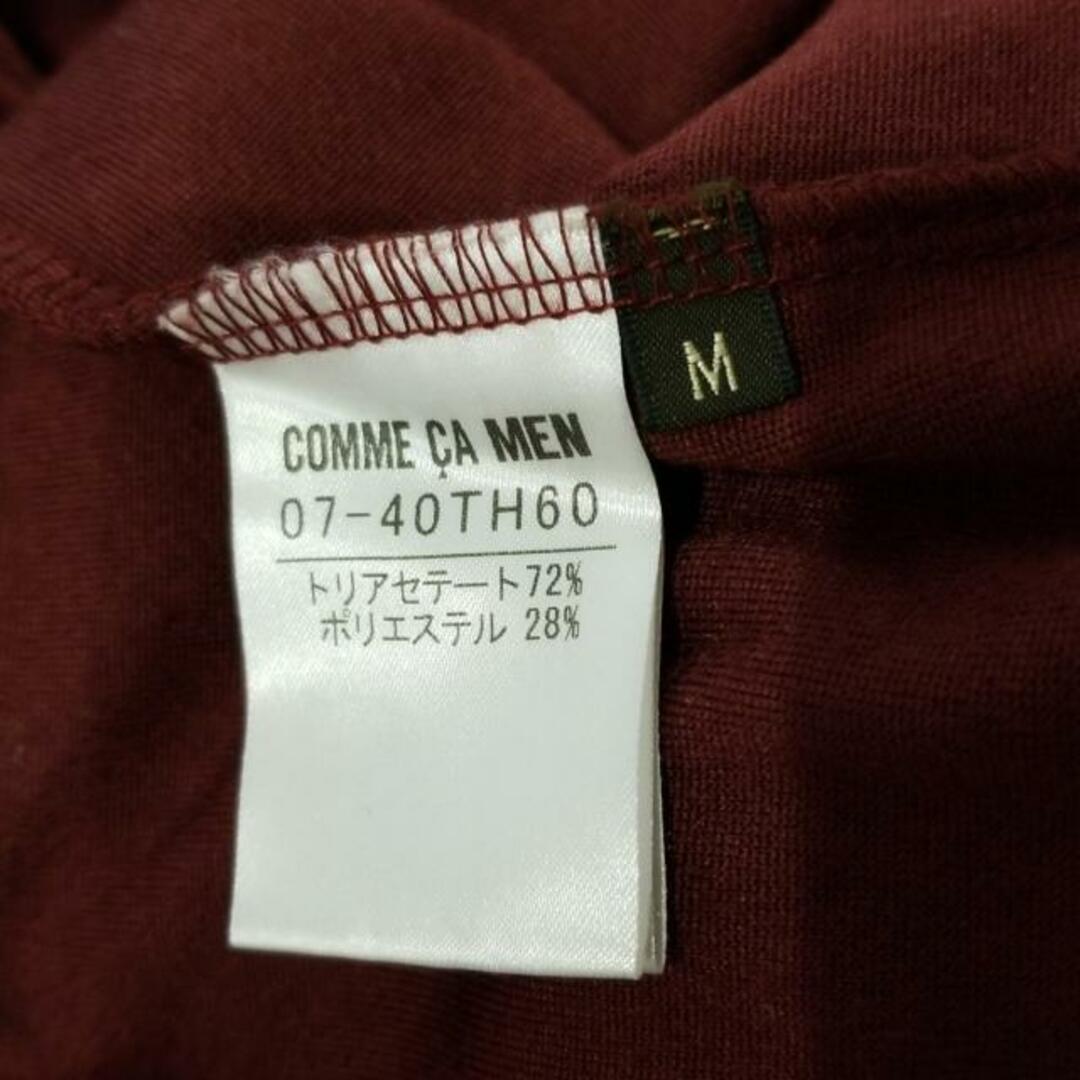 M
COMME ÇA MEN
07-40TH60
トリアセテート72%
ポリエステル 28%